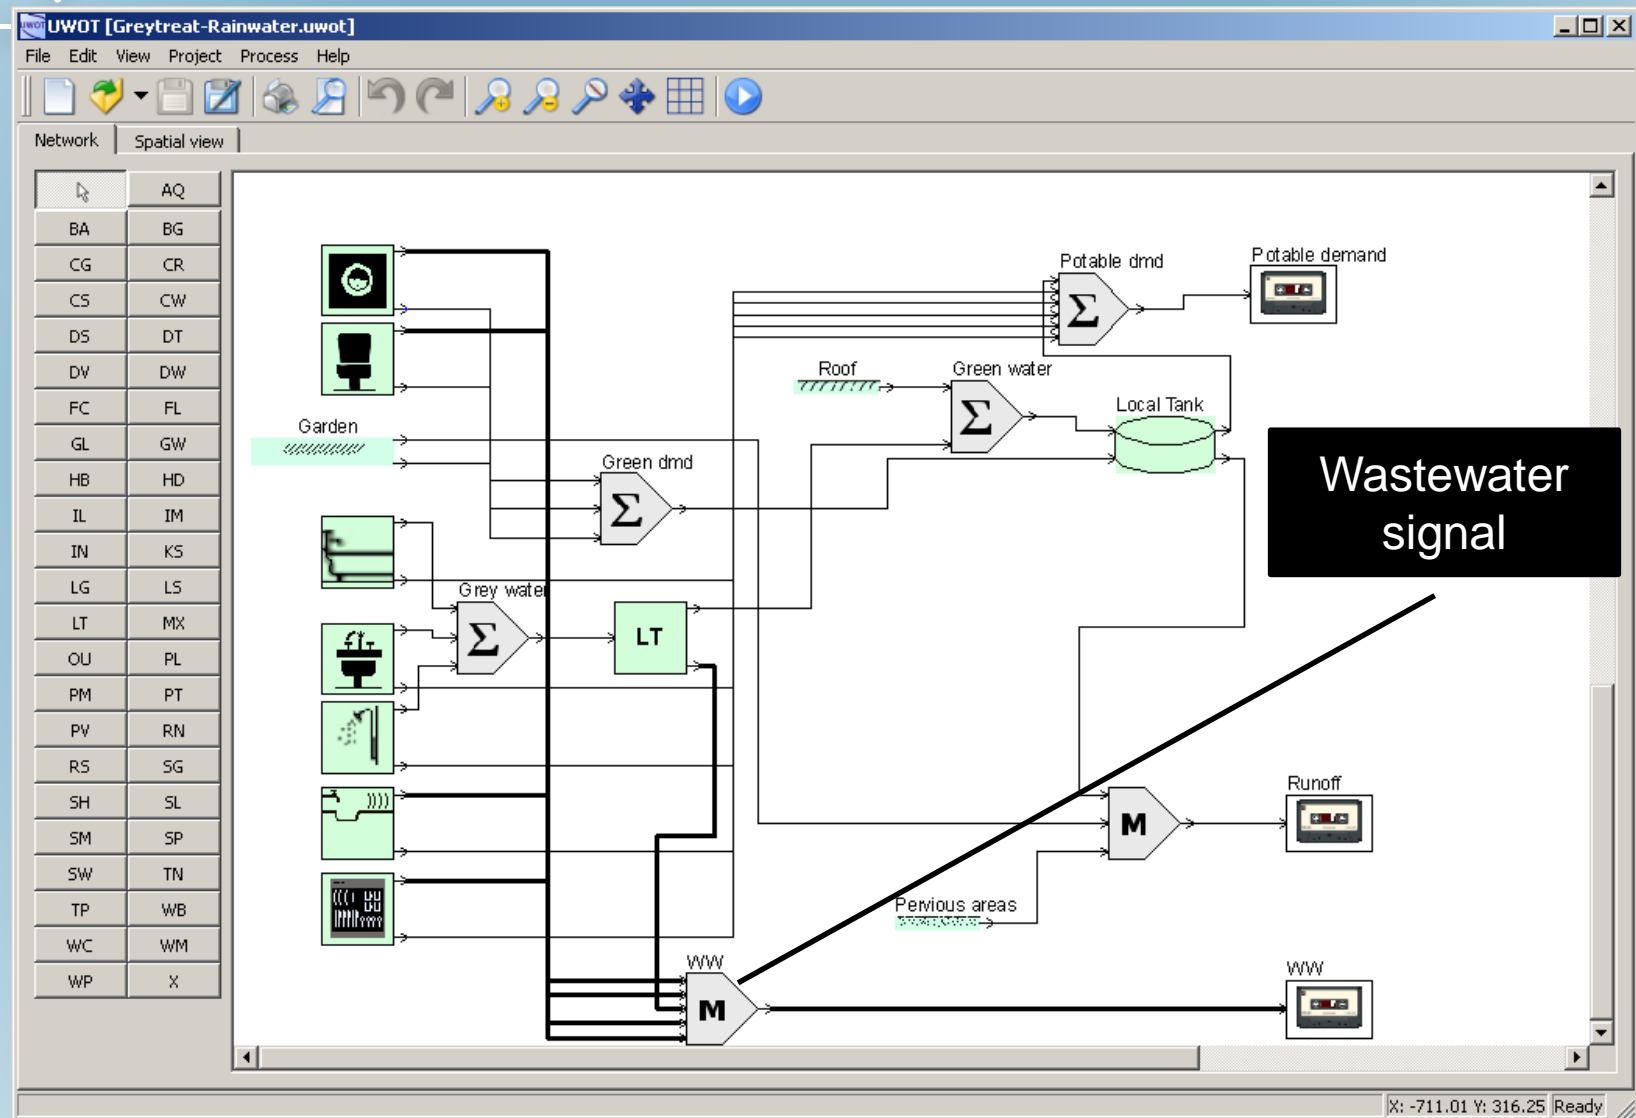 UWOT [Greytreat-Rainwater.uwot]
File Edit View Project Process Help
Network Spatial view
AQ
BA BG
CG CR
CS CW
DS DT
DV DW
FC FL
GL GW
HB HD
IL IM
IN KS
LG LS
LT MX
OU PL
PM PT
PV RN
RS SG
SH SL
SM SP
SW TN
TP WB
WC WM
WP X
Potable dmd
Potable demand
Σ
Roof
Green water
Σ
Local Tank
Garden
Green dmd
Σ
Wastewater
signal
Grey water
Σ
LT
Runoff
M
Pervious areas
WW
M
WW
X: -711.01 Y: 316.25 Ready